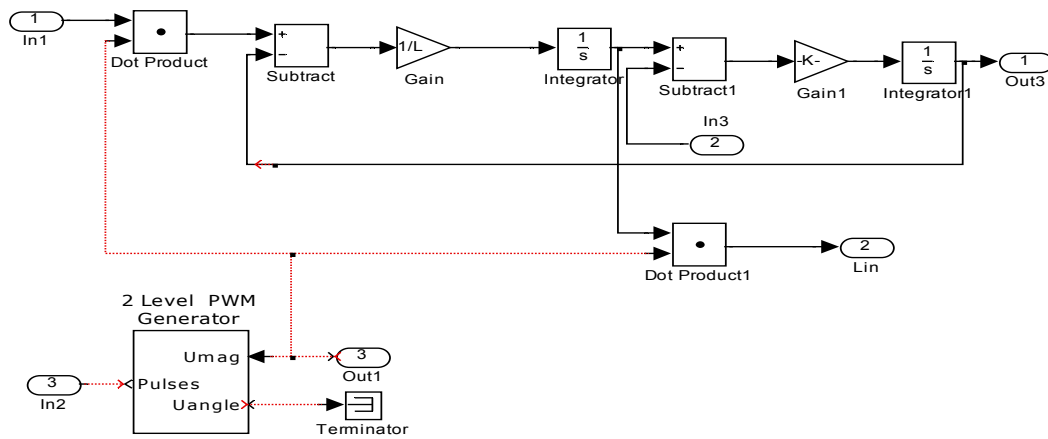 1
In1
Dot Product
+
−
Subtract
1/L
Gain
1
s
Integrator
+
−
Subtract1
-K-
Gain1
1
s
Integrator1
1
Out3
In3
2
Dot Product1
2
Lin
2 Level PWM
Generator
Umag
Pulses
Uangle
3
In2
3
Out1
Terminator